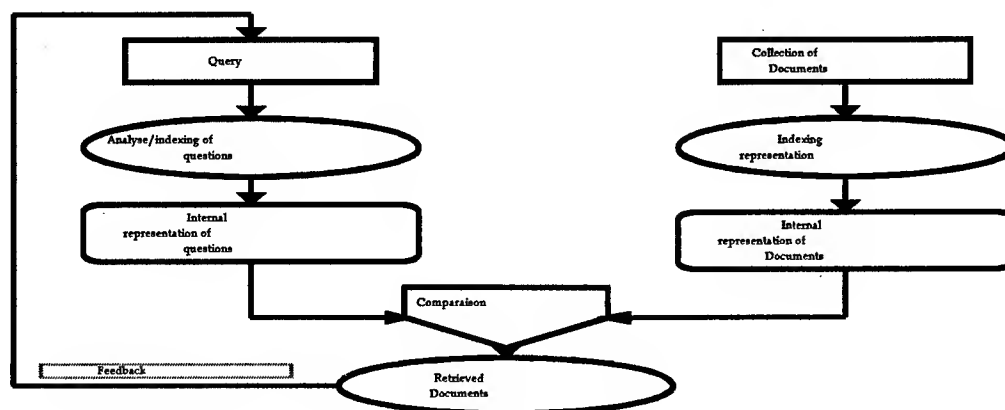 Query
Analyse/indexing of
questions
Internal
representation of
questions
Collection of
Documents
Indexing
representation
Internal
representation of
Documents
Comparaison
Retrieved
Documents
Feedback